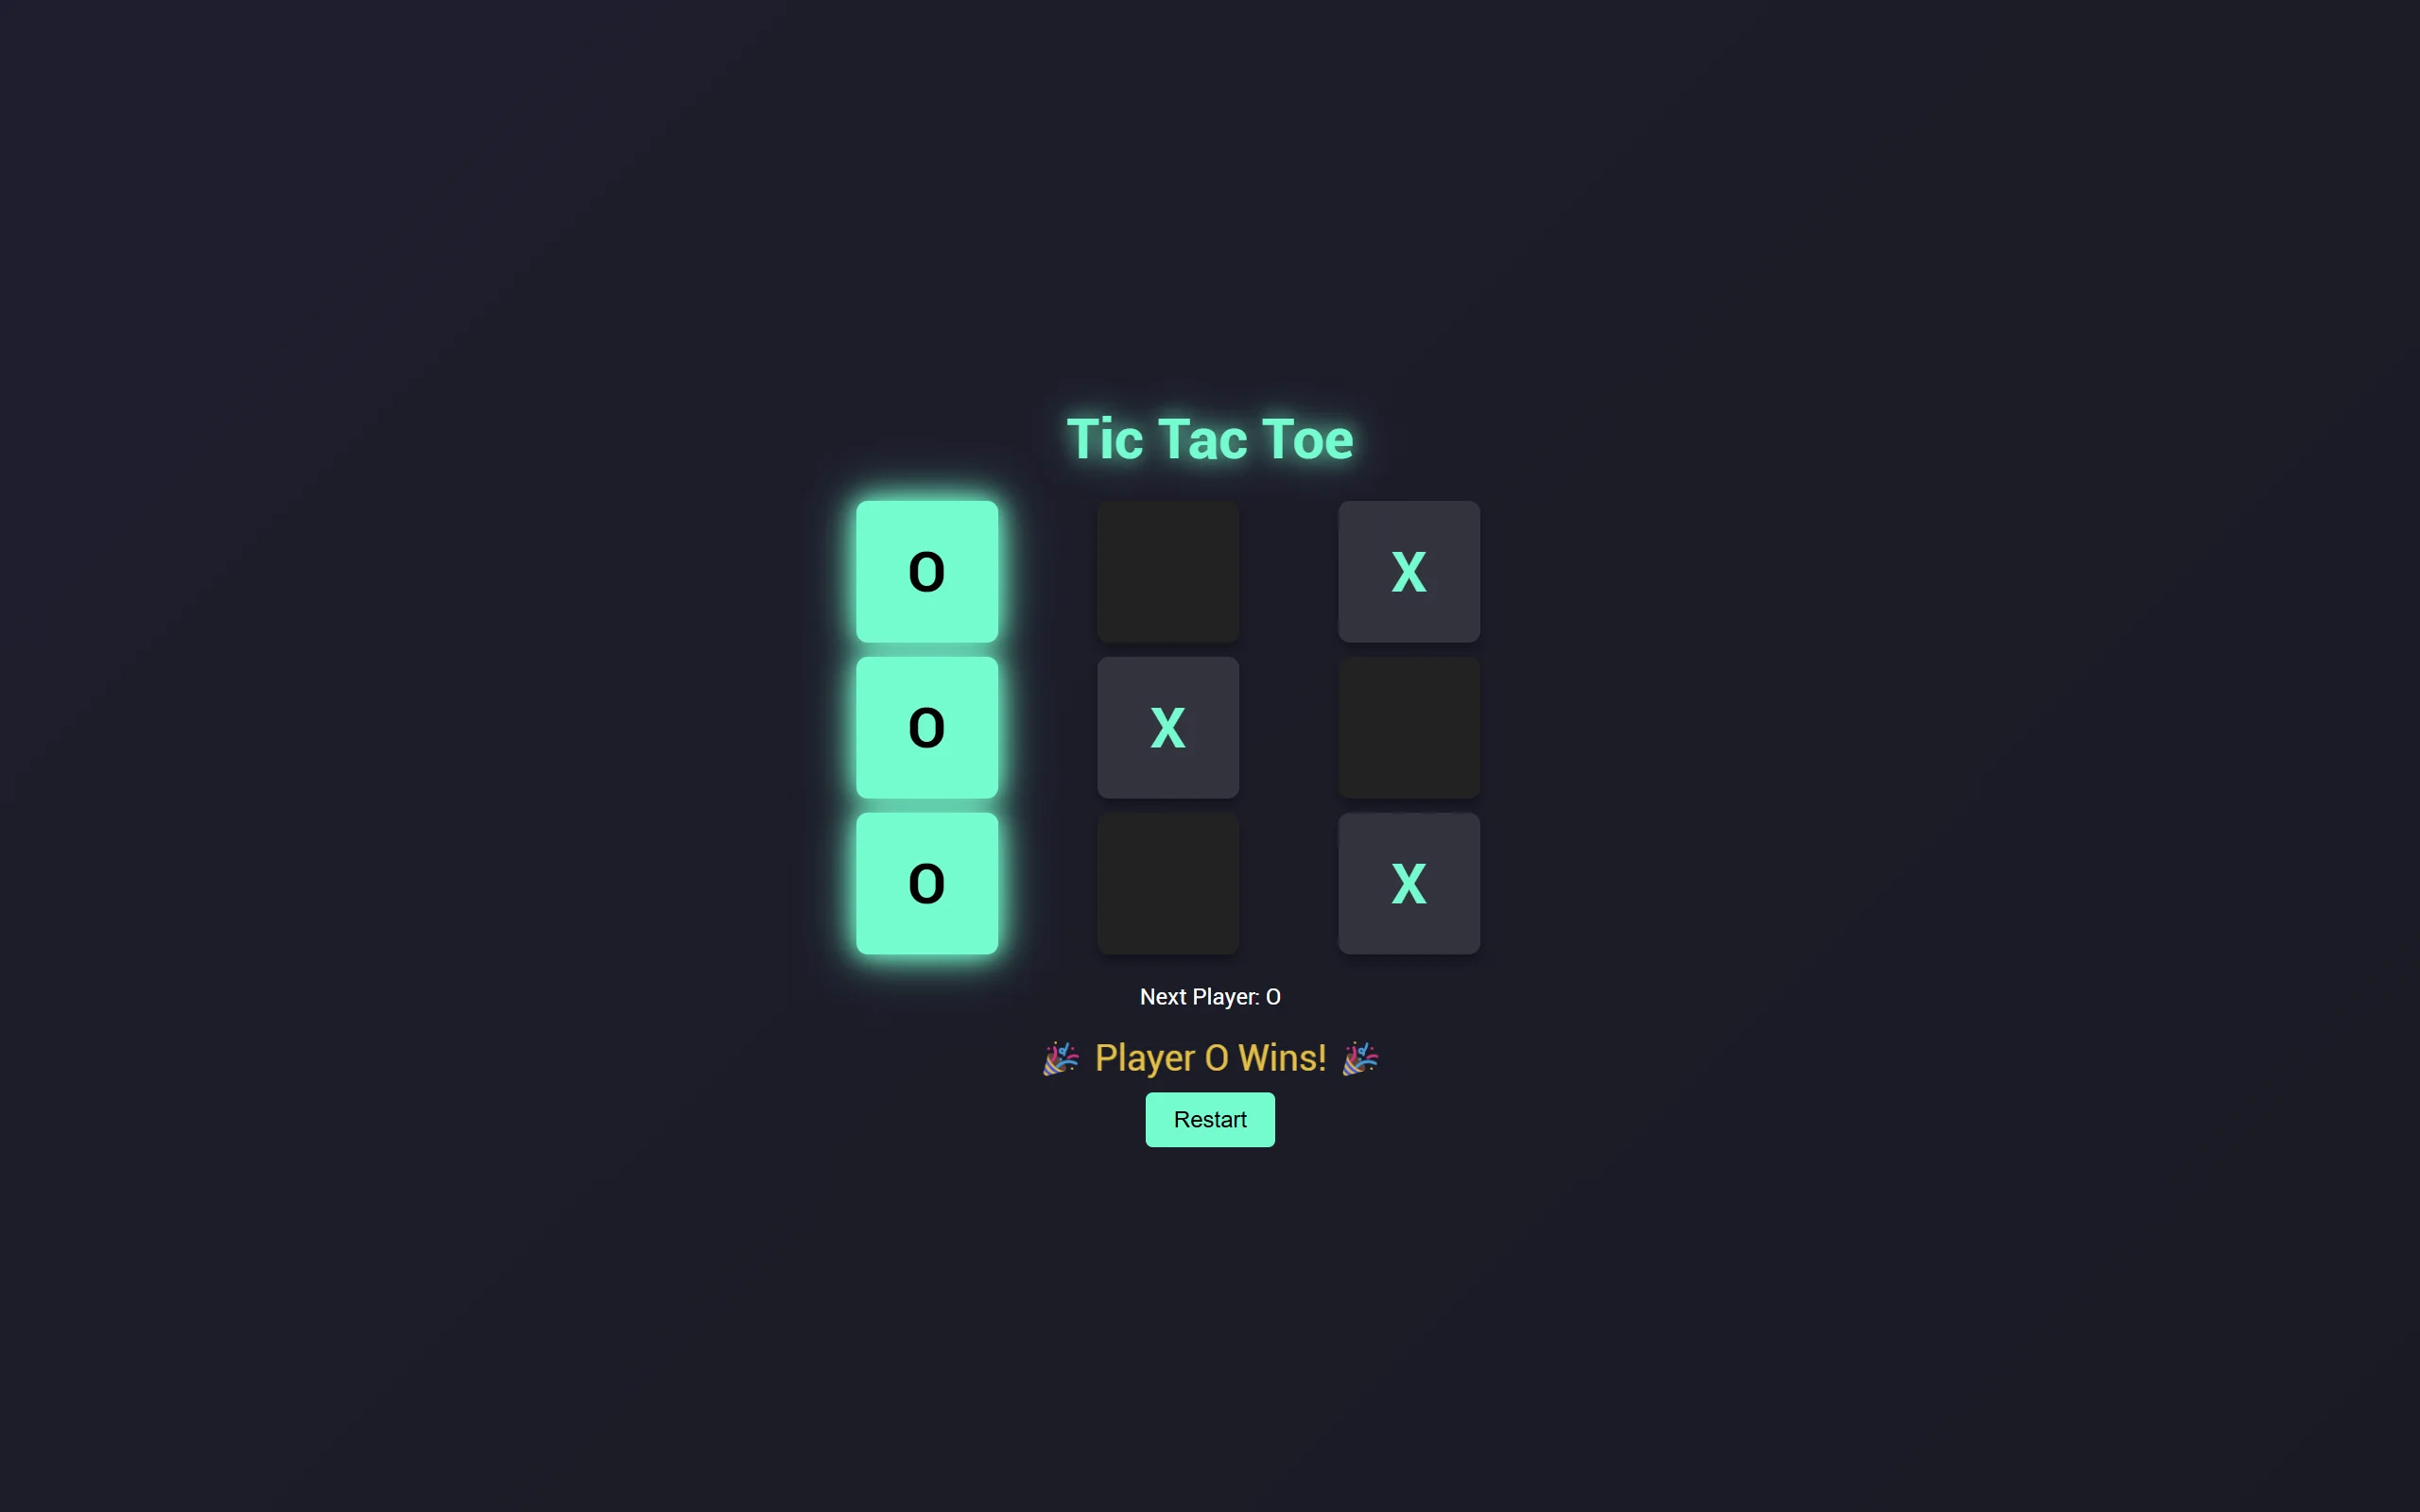 Tic Tac Toe
O X
O X
O X
Next Player: O
🎉 Player O Wins! 🎉
Restart